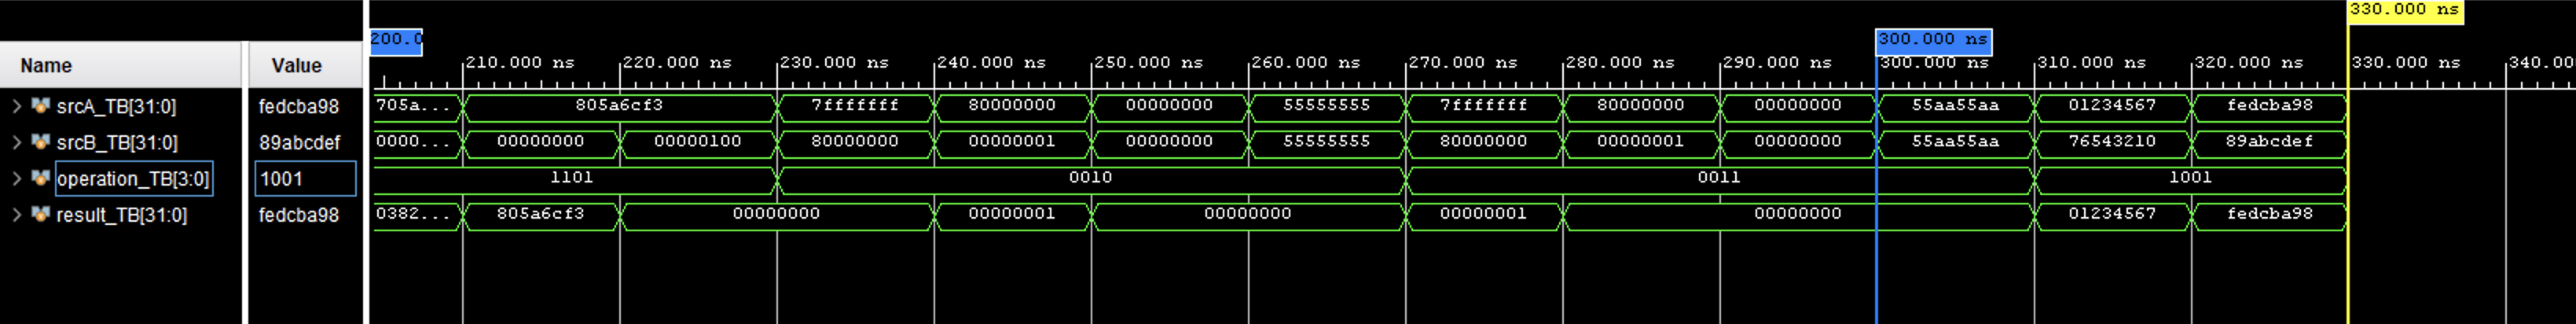 330.000 ns
200.0 300.000 ns
Name Value 210.000 ns 220.000 ns 230.000 ns 240.000 ns 250.000 ns 260.000 ns 270.000 ns 280.000 ns 290.000 ns 300.000 ns 310.000 ns 320.000 ns 330.000 ns 340.00
srcA_TB[31:0] fedcba98 705a... 805a6cf3 7fffffff 80000000 00000000 55555555 7fffffff 80000000 00000000 55aa55aa 01234567 fedcba98
srcB_TB[31:0] 89abcdef 0000... 00000000 00000100 80000000 00000001 00000000 55555555 80000000 00000001 00000000 55aa55aa 76543210 89abcdef
operation_TB[3:0] 1001 1101 0010 0011 1001
result_TB[31:0] fedcba98 0382... 805a6cf3 00000000 00000001 00000000 00000001 00000000 01234567 fedcba98